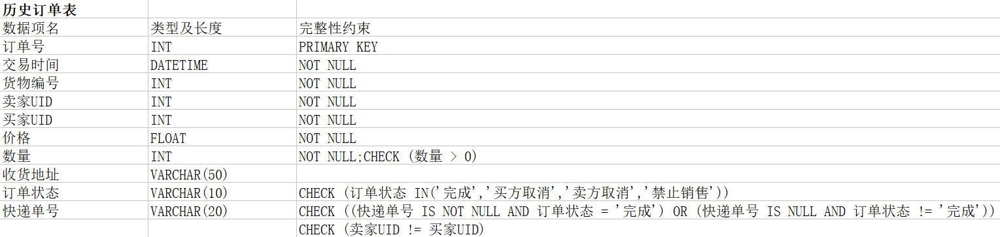 历史订单表
数据项名 类型及长度 完整性约束
订单号 INT PRIMARY KEY
交易时间 DATETIME NOT NULL
货物编号 INT NOT NULL
卖家UID INT NOT NULL
买家UID INT NOT NULL
价格 FLOAT NOT NULL
数量 INT NOT NULL;CHECK (数量 > 0)
收货地址 VARCHAR(50)
订单状态 VARCHAR(10) CHECK (订单状态 IN('完成','买方取消','卖方取消','禁止销售'))
快递单号 VARCHAR(20) CHECK ((快递单号 IS NOT NULL AND 订单状态 = '完成') OR (快递单号 IS NULL AND 订单状态 != '完成'))
CHECK (卖家UID != 买家UID)